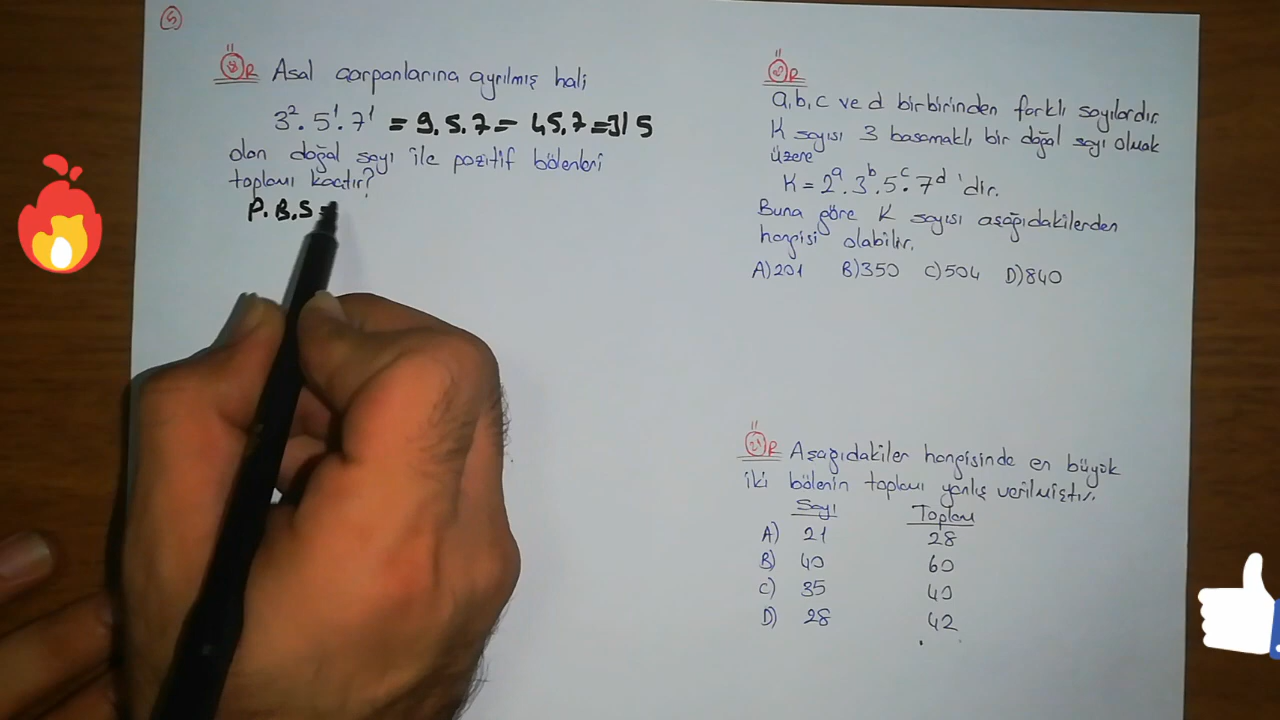 5
ÖR Asal çarpanlarına ayrılmış hali
3². 5¹. 7¹ = 9.5.7 = 45.7 = 315
olan doğal sayı ile pozitif bölenleri
toplamı kaçtır?
P.B.S =
ÖR
a, b, c ve d birbirinden farklı sayılardır.
K sayısı 3 basamaklı bir doğal sayı olmak
üzere
K = 2ᵃ. 3ᵇ. 5ᶜ. 7ᵈ 'dir.
Buna göre K sayısı aşağıdakilerden
hangisi olabilir.
A) 201 B) 350 C) 504 D) 840
ÖR Aşağıdakiler hangisinde en büyük
iki bölenin toplamı yanlış verilmiştir.
Sayı Toplam
A) 21 28
B) 40 60
C) 35 40
D) 28 42